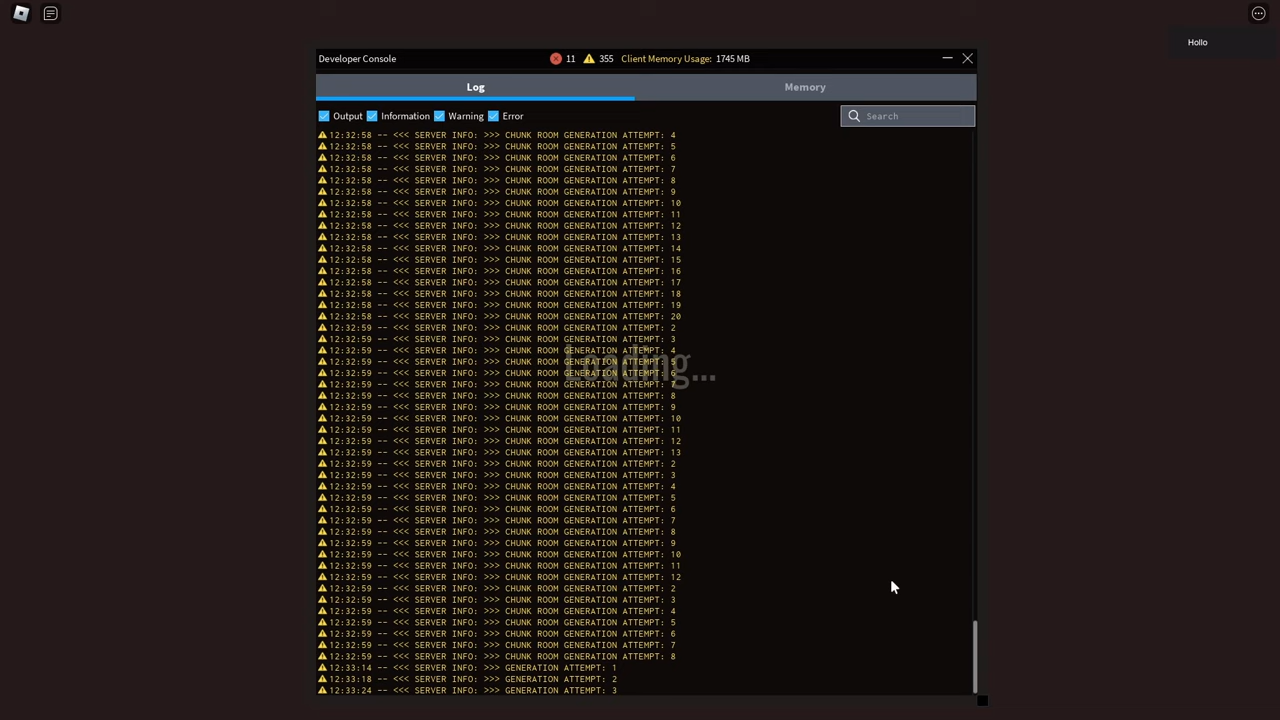 Hollo
Developer Console 11 355 Client Memory Usage: 1745 MB
Log Memory
Output Information Warning Error Search
12:32:58 -- <<< SERVER INFO: >>> CHUNK ROOM GENERATION ATTEMPT: 4
12:32:58 -- <<< SERVER INFO: >>> CHUNK ROOM GENERATION ATTEMPT: 5
12:32:58 -- <<< SERVER INFO: >>> CHUNK ROOM GENERATION ATTEMPT: 6
12:32:58 -- <<< SERVER INFO: >>> CHUNK ROOM GENERATION ATTEMPT: 7
12:32:58 -- <<< SERVER INFO: >>> CHUNK ROOM GENERATION ATTEMPT: 8
12:32:58 -- <<< SERVER INFO: >>> CHUNK ROOM GENERATION ATTEMPT: 9
12:32:58 -- <<< SERVER INFO: >>> CHUNK ROOM GENERATION ATTEMPT: 10
12:32:58 -- <<< SERVER INFO: >>> CHUNK ROOM GENERATION ATTEMPT: 11
12:32:58 -- <<< SERVER INFO: >>> CHUNK ROOM GENERATION ATTEMPT: 12
12:32:58 -- <<< SERVER INFO: >>> CHUNK ROOM GENERATION ATTEMPT: 13
12:32:58 -- <<< SERVER INFO: >>> CHUNK ROOM GENERATION ATTEMPT: 14
12:32:58 -- <<< SERVER INFO: >>> CHUNK ROOM GENERATION ATTEMPT: 15
12:32:58 -- <<< SERVER INFO: >>> CHUNK ROOM GENERATION ATTEMPT: 16
12:32:58 -- <<< SERVER INFO: >>> CHUNK ROOM GENERATION ATTEMPT: 17
12:32:58 -- <<< SERVER INFO: >>> CHUNK ROOM GENERATION ATTEMPT: 18
12:32:58 -- <<< SERVER INFO: >>> CHUNK ROOM GENERATION ATTEMPT: 19
12:32:58 -- <<< SERVER INFO: >>> CHUNK ROOM GENERATION ATTEMPT: 20
12:32:59 -- <<< SERVER INFO: >>> CHUNK ROOM GENERATION ATTEMPT: 2
12:32:59 -- <<< SERVER INFO: >>> CHUNK ROOM GENERATION ATTEMPT: 3
12:32:59 -- <<< SERVER INFO: >>> CHUNK ROOM GENERATION ATTEMPT: 4
12:32:59 -- <<< SERVER INFO: >>> CHUNK ROOM GENERATION ATTEMPT: 5
Loading...
12:32:59 -- <<< SERVER INFO: >>> CHUNK ROOM GENERATION ATTEMPT: 6
12:32:59 -- <<< SERVER INFO: >>> CHUNK ROOM GENERATION ATTEMPT: 7
12:32:59 -- <<< SERVER INFO: >>> CHUNK ROOM GENERATION ATTEMPT: 8
12:32:59 -- <<< SERVER INFO: >>> CHUNK ROOM GENERATION ATTEMPT: 9
12:32:59 -- <<< SERVER INFO: >>> CHUNK ROOM GENERATION ATTEMPT: 10
12:32:59 -- <<< SERVER INFO: >>> CHUNK ROOM GENERATION ATTEMPT: 11
12:32:59 -- <<< SERVER INFO: >>> CHUNK ROOM GENERATION ATTEMPT: 12
12:32:59 -- <<< SERVER INFO: >>> CHUNK ROOM GENERATION ATTEMPT: 13
12:32:59 -- <<< SERVER INFO: >>> CHUNK ROOM GENERATION ATTEMPT: 2
12:32:59 -- <<< SERVER INFO: >>> CHUNK ROOM GENERATION ATTEMPT: 3
12:32:59 -- <<< SERVER INFO: >>> CHUNK ROOM GENERATION ATTEMPT: 4
12:32:59 -- <<< SERVER INFO: >>> CHUNK ROOM GENERATION ATTEMPT: 5
12:32:59 -- <<< SERVER INFO: >>> CHUNK ROOM GENERATION ATTEMPT: 6
12:32:59 -- <<< SERVER INFO: >>> CHUNK ROOM GENERATION ATTEMPT: 7
12:32:59 -- <<< SERVER INFO: >>> CHUNK ROOM GENERATION ATTEMPT: 8
12:32:59 -- <<< SERVER INFO: >>> CHUNK ROOM GENERATION ATTEMPT: 9
12:32:59 -- <<< SERVER INFO: >>> CHUNK ROOM GENERATION ATTEMPT: 10
12:32:59 -- <<< SERVER INFO: >>> CHUNK ROOM GENERATION ATTEMPT: 11
12:32:59 -- <<< SERVER INFO: >>> CHUNK ROOM GENERATION ATTEMPT: 12
12:32:59 -- <<< SERVER INFO: >>> CHUNK ROOM GENERATION ATTEMPT: 2
12:32:59 -- <<< SERVER INFO: >>> CHUNK ROOM GENERATION ATTEMPT: 3
12:32:59 -- <<< SERVER INFO: >>> CHUNK ROOM GENERATION ATTEMPT: 4
12:32:59 -- <<< SERVER INFO: >>> CHUNK ROOM GENERATION ATTEMPT: 5
12:32:59 -- <<< SERVER INFO: >>> CHUNK ROOM GENERATION ATTEMPT: 6
12:32:59 -- <<< SERVER INFO: >>> CHUNK ROOM GENERATION ATTEMPT: 7
12:32:59 -- <<< SERVER INFO: >>> CHUNK ROOM GENERATION ATTEMPT: 8
12:33:14 -- <<< SERVER INFO: >>> GENERATION ATTEMPT: 1
12:33:18 -- <<< SERVER INFO: >>> GENERATION ATTEMPT: 2
12:33:24 -- <<< SERVER INFO: >>> GENERATION ATTEMPT: 3